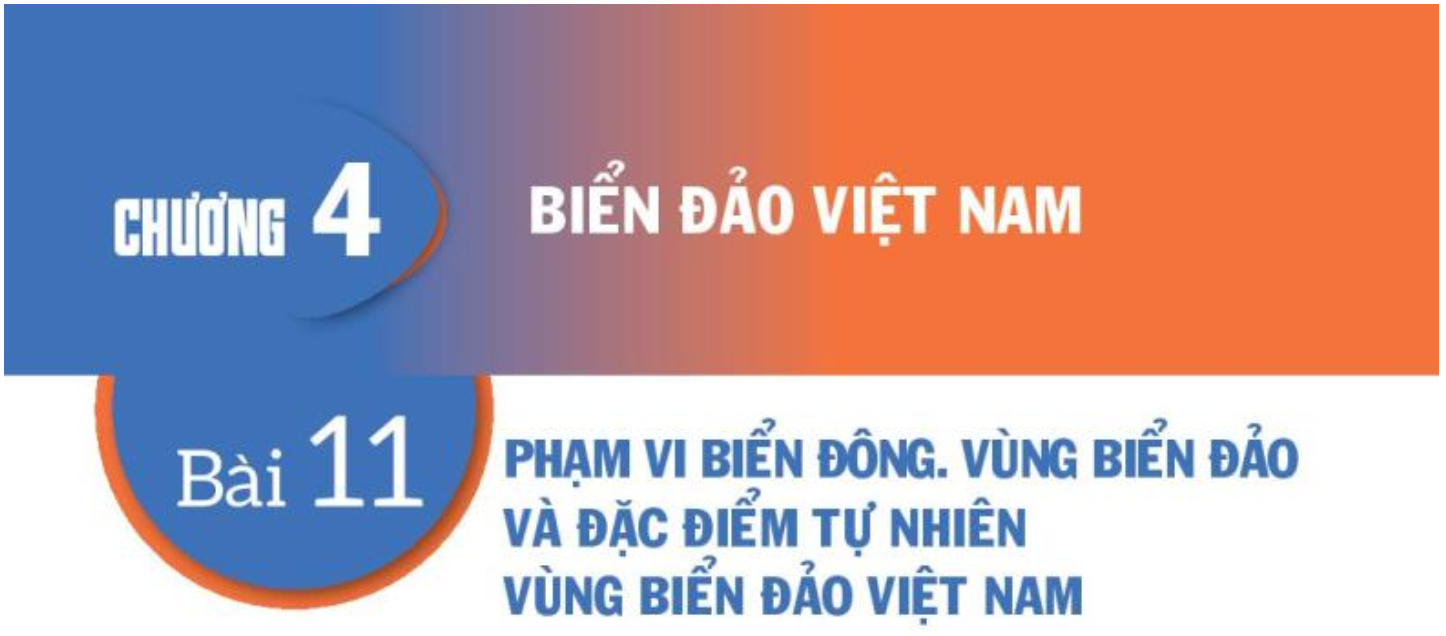 CHƯƠNG 4
BIỂN ĐẢO VIỆT NAM
Bài 11
PHẠM VI BIỂN ĐÔNG. VÙNG BIỂN ĐẢO
VÀ ĐẶC ĐIỂM TỰ NHIÊN
VÙNG BIỂN ĐẢO VIỆT NAM